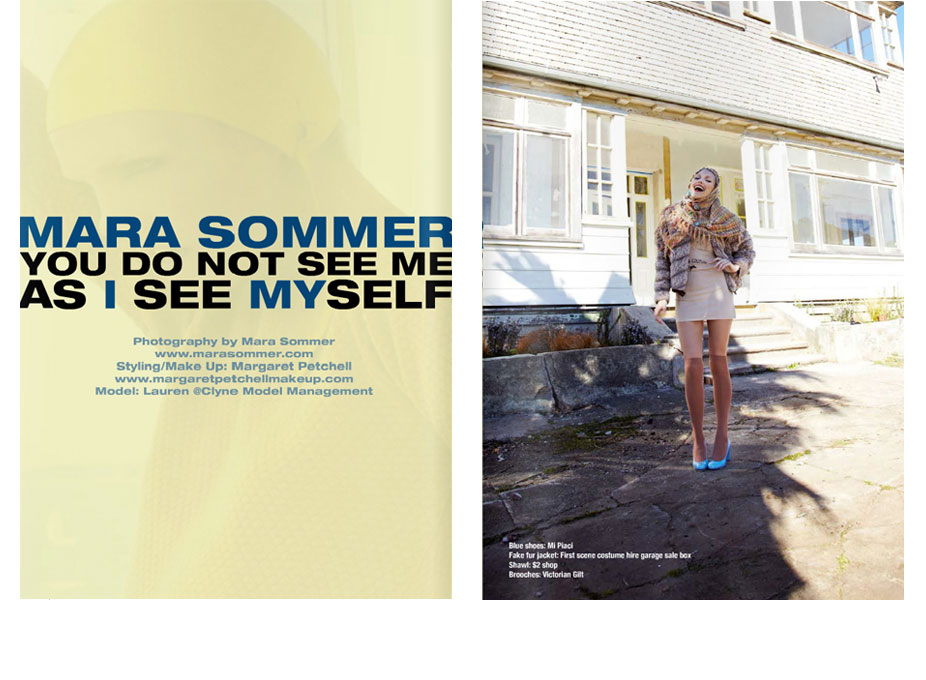 MARA SOMMER
YOU DO NOT SEE ME
AS I SEE MYSELF
Photography by Mara Sommer
www.marasommer.com
Styling/Make Up: Margaret Petchell
www.margaretpetchellmakeup.com
Model: Lauren @Clyne Model Management
Blue shoes: Mi Piaci
Fake fur jacket: First scene costume hire garage sale box
Shawl: $2 shop
Brooches: Victorian Gilt